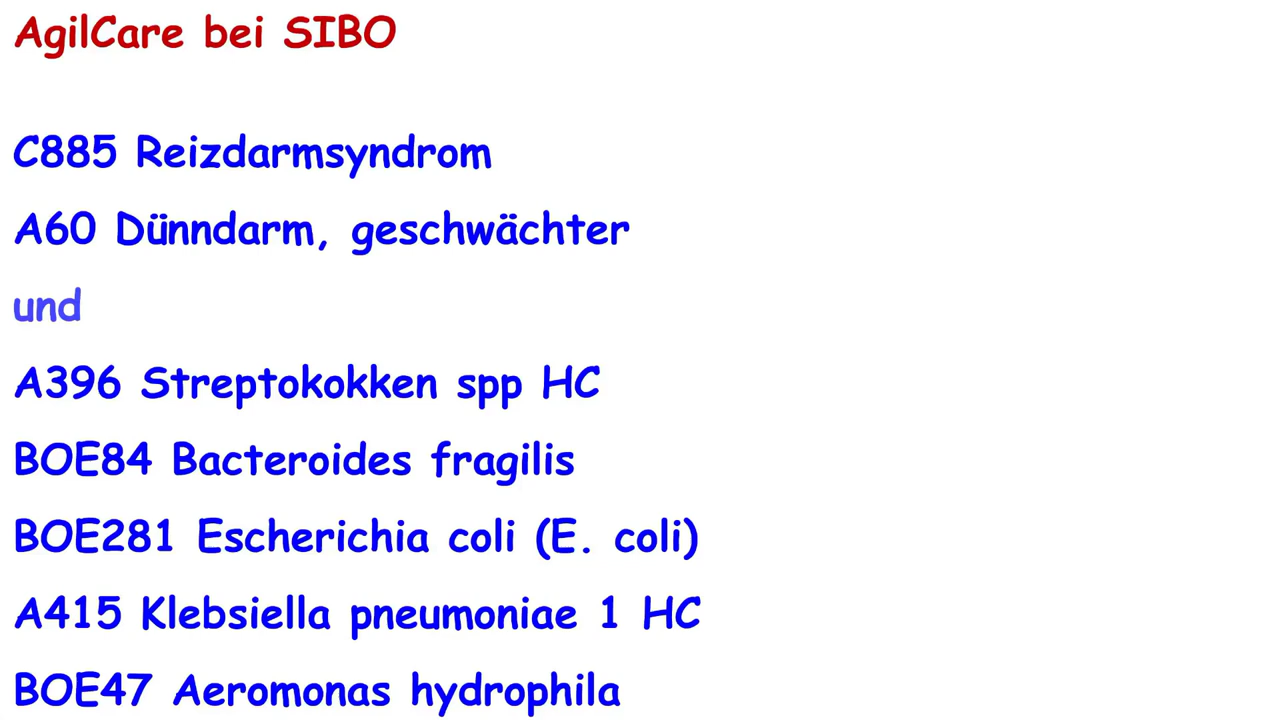 AgilCare bei SIBO
C885 Reizdarmsyndrom
A60 Dünndarm, geschwächter
und
A396 Streptokokken spp HC
BOE84 Bacteroides fragilis
BOE281 Escherichia coli (E. coli)
A415 Klebsiella pneumoniae 1 HC
BOE47 Aeromonas hydrophila